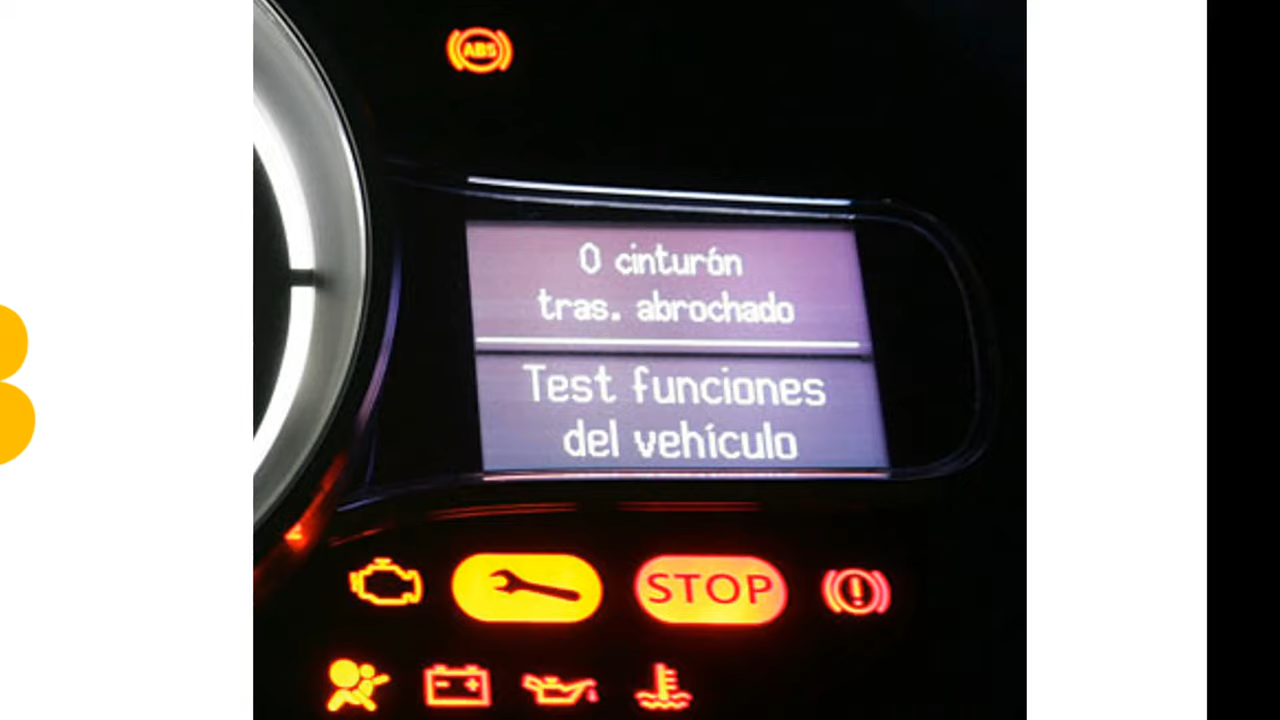 ABS
0 cinturón
tras. abrochado
Test funciones
del vehículo
STOP